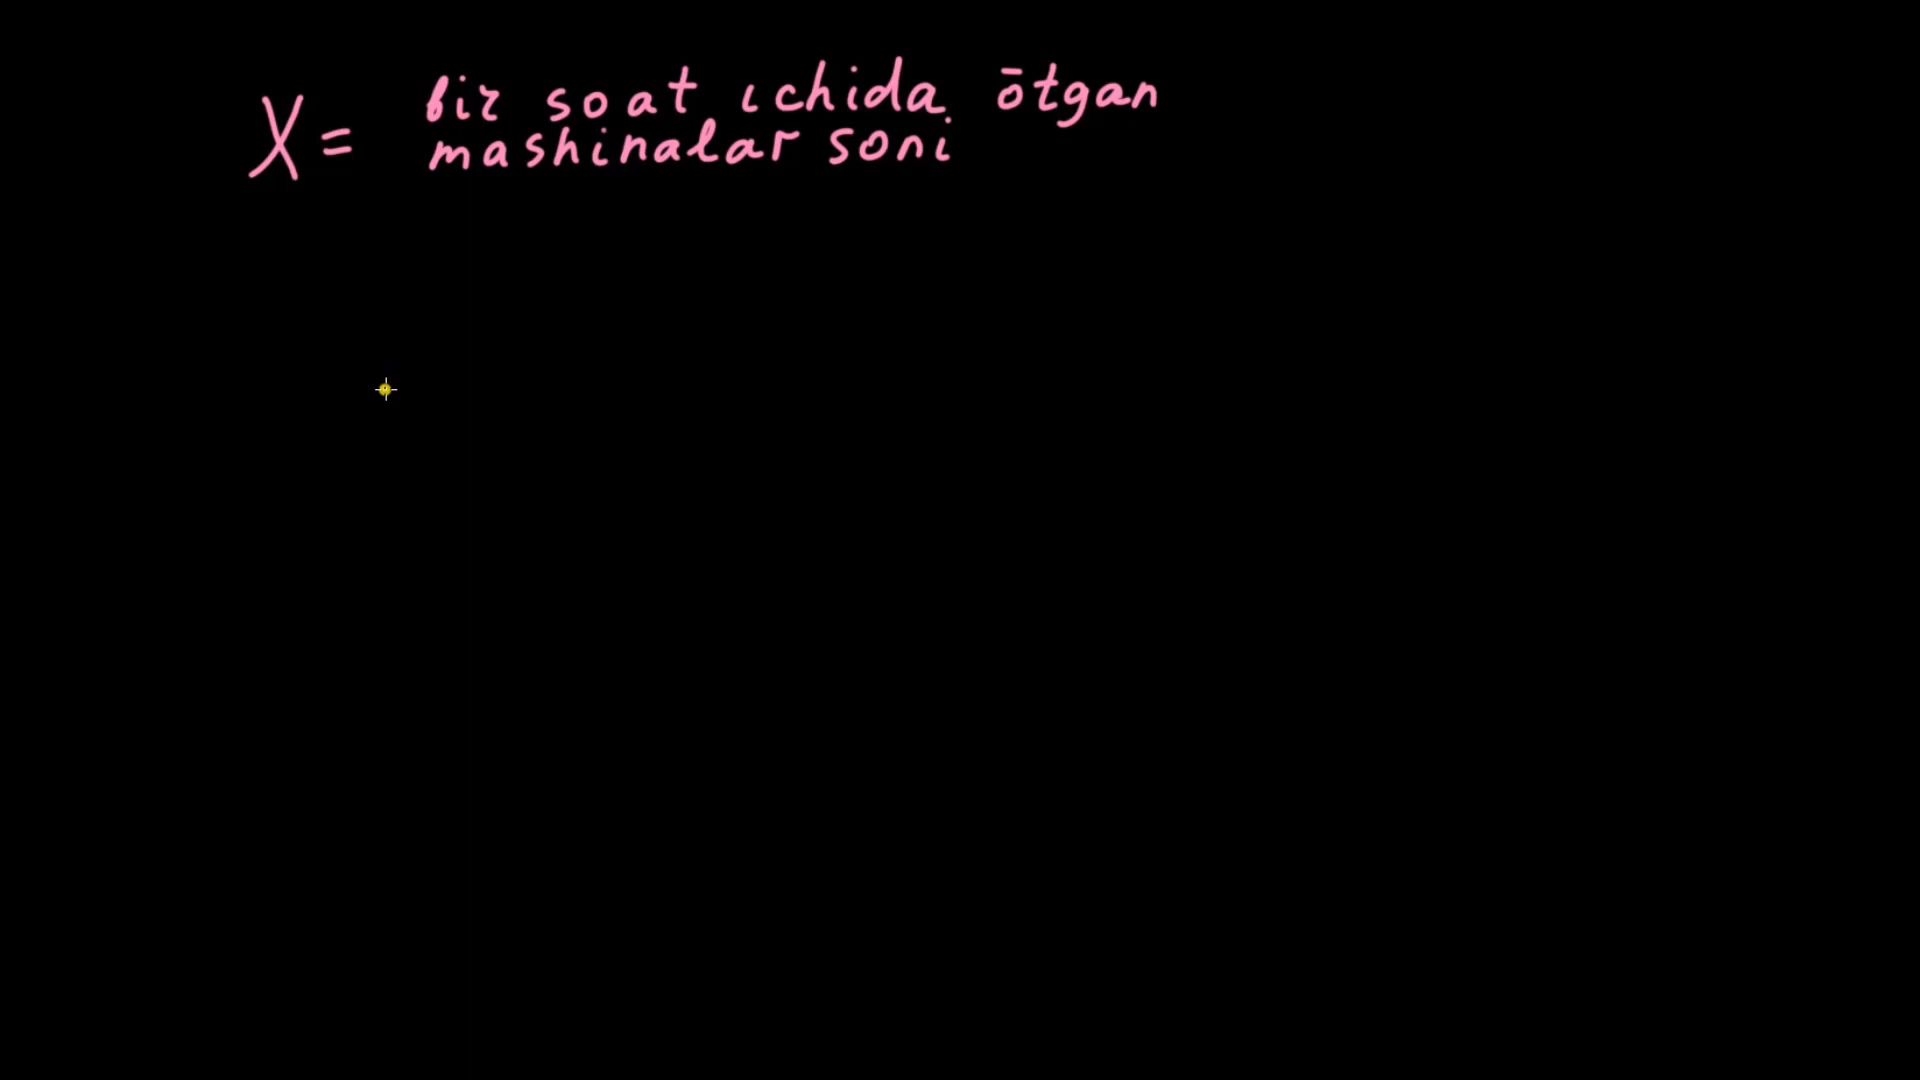 X = bir soat ichida ōtgan
mashinalar soni